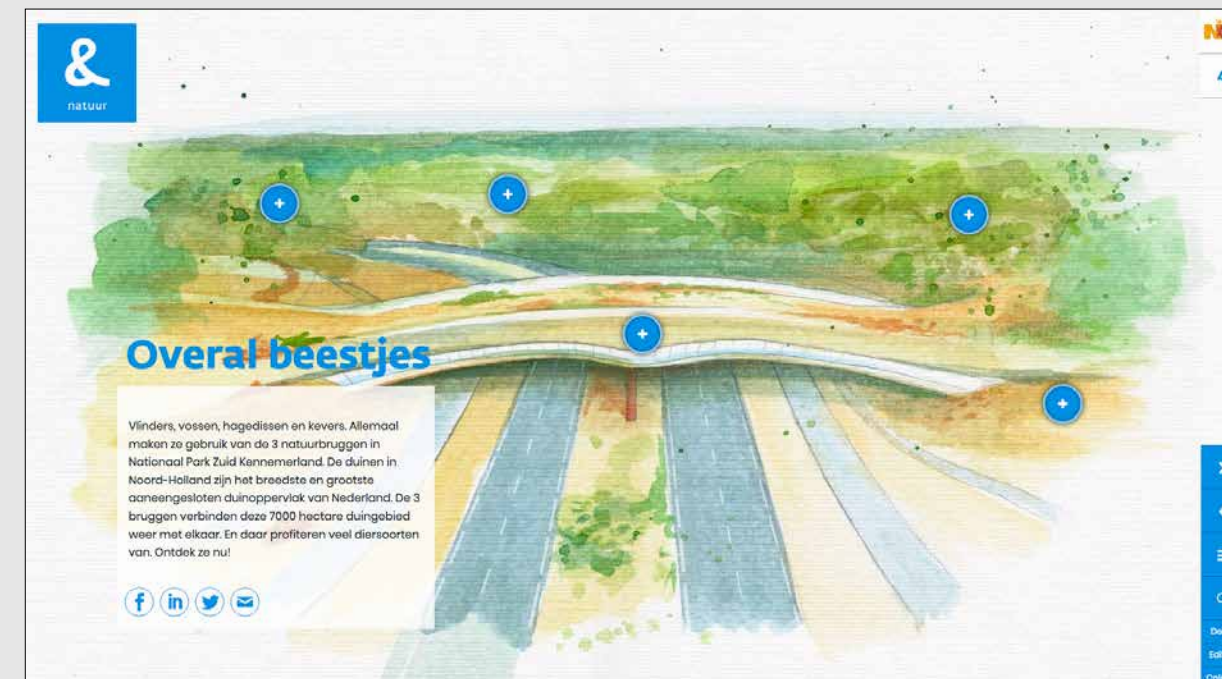 &
natuur
Overal beestjes
Vlinders, vossen, hagedissen en kevers. Allemaal
maken ze gebruik van de 3 natuurbruggen in
Nationaal Park Zuid Kennemerland. De duinen in
Noord-Holland zijn het breedste en grootste
aaneengesloten duinoppervlak van Nederland. De 3
bruggen verbinden deze 7000 hectare duingebied
weer met elkaar. En daar profiteren veel diersoorten
van. Ontdek ze nu!